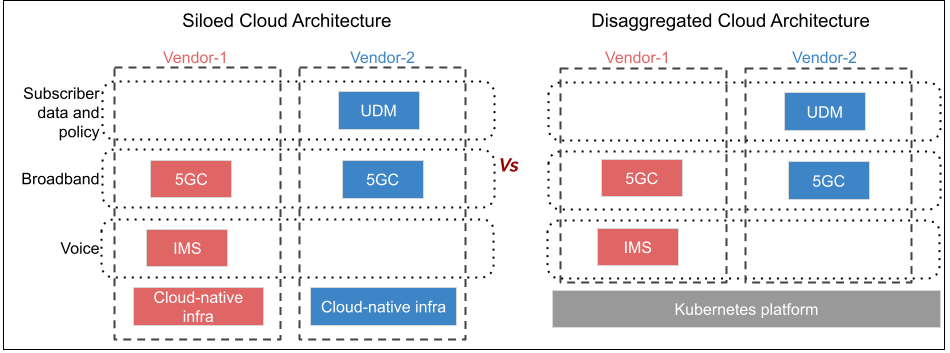 Siloed Cloud Architecture
Disaggregated Cloud Architecture
Vendor-1
Vendor-2
Vendor-1
Vendor-2
Subscriber
data and
policy
UDM
UDM
Broadband
5GC
5GC
Vs
5GC
5GC
Voice
IMS
IMS
Cloud-native
infra
Cloud-native infra
Kubernetes platform